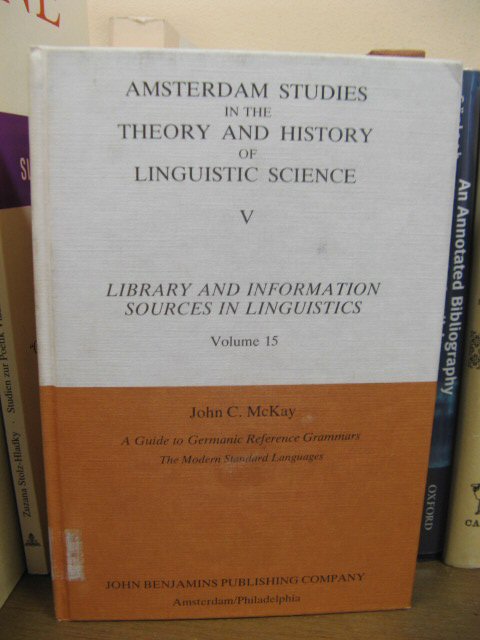 AMSTERDAM STUDIES
IN THE
THEORY AND HISTORY
OF
LINGUISTIC SCIENCE
V
LIBRARY AND INFORMATION
SOURCES IN LINGUISTICS
Volume 15
John C. McKay
A Guide to Germanic Reference Grammars
The Modern Standard Languages
JOHN BENJAMINS PUBLISHING COMPANY
Amsterdam/Philadelphia
Zuzana Stolz-Hladky
Studien zur Poetik
An Annotated Bibliography
OXFORD